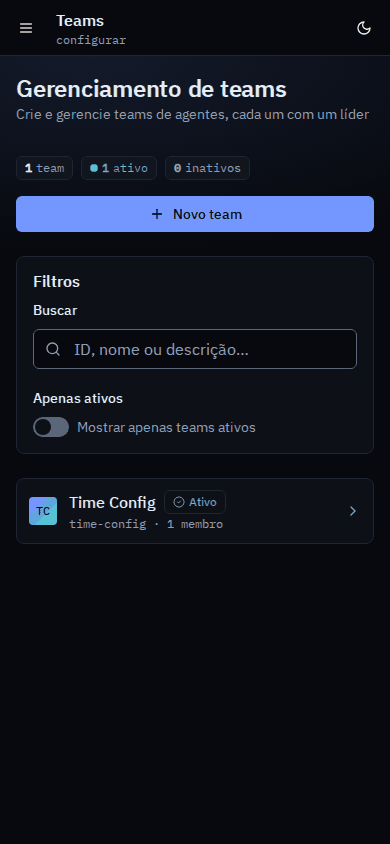 Teams
configurar
Gerenciamento de teams
Crie e gerencie teams de agentes, cada um com um líder
1 team
1 ativo
0 inativos
Novo team
Filtros
Buscar
ID, nome ou descrição...
Apenas ativos
Mostrar apenas teams ativos
TC
Time Config
Ativo
time-config · 1 membro